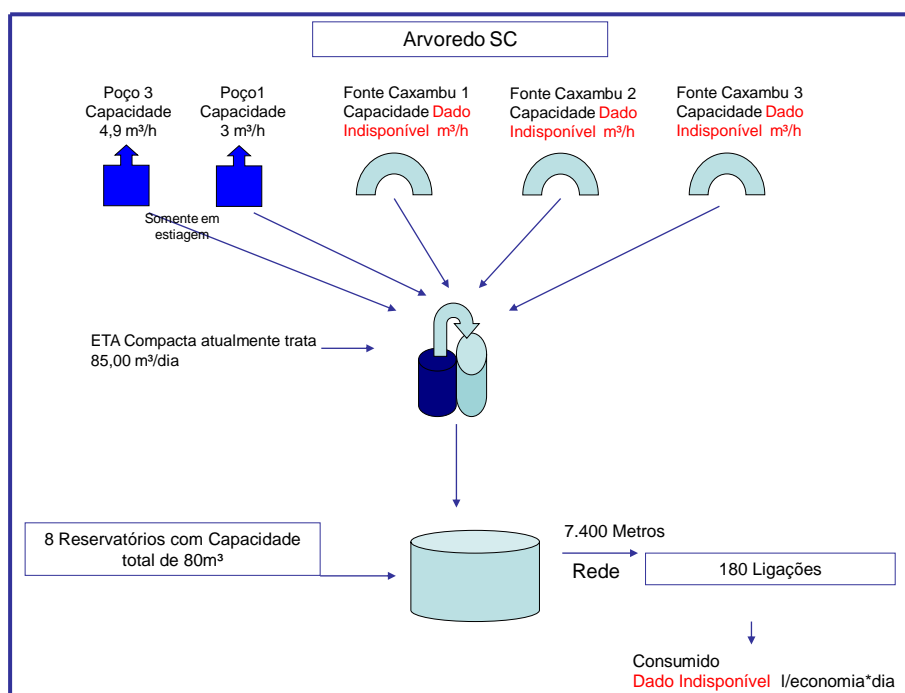 Arvoredo SC
Poço 3
Capacidade
4,9 m³/h
Poço1
Capacidade
3 m³/h
Fonte Caxambu 1
Capacidade Dado
Indisponível m³/h
Fonte Caxambu 2
Capacidade Dado
Indisponível m³/h
Fonte Caxambu 3
Capacidade Dado
Indisponível m³/h
Somente em
estiagem
ETA Compacta atualmente trata
85,00 m³/dia
8 Reservatórios com Capacidade
total de 80m³
7.400 Metros
Rede
180 Ligações
Consumido
Dado Indisponível l/economia*dia